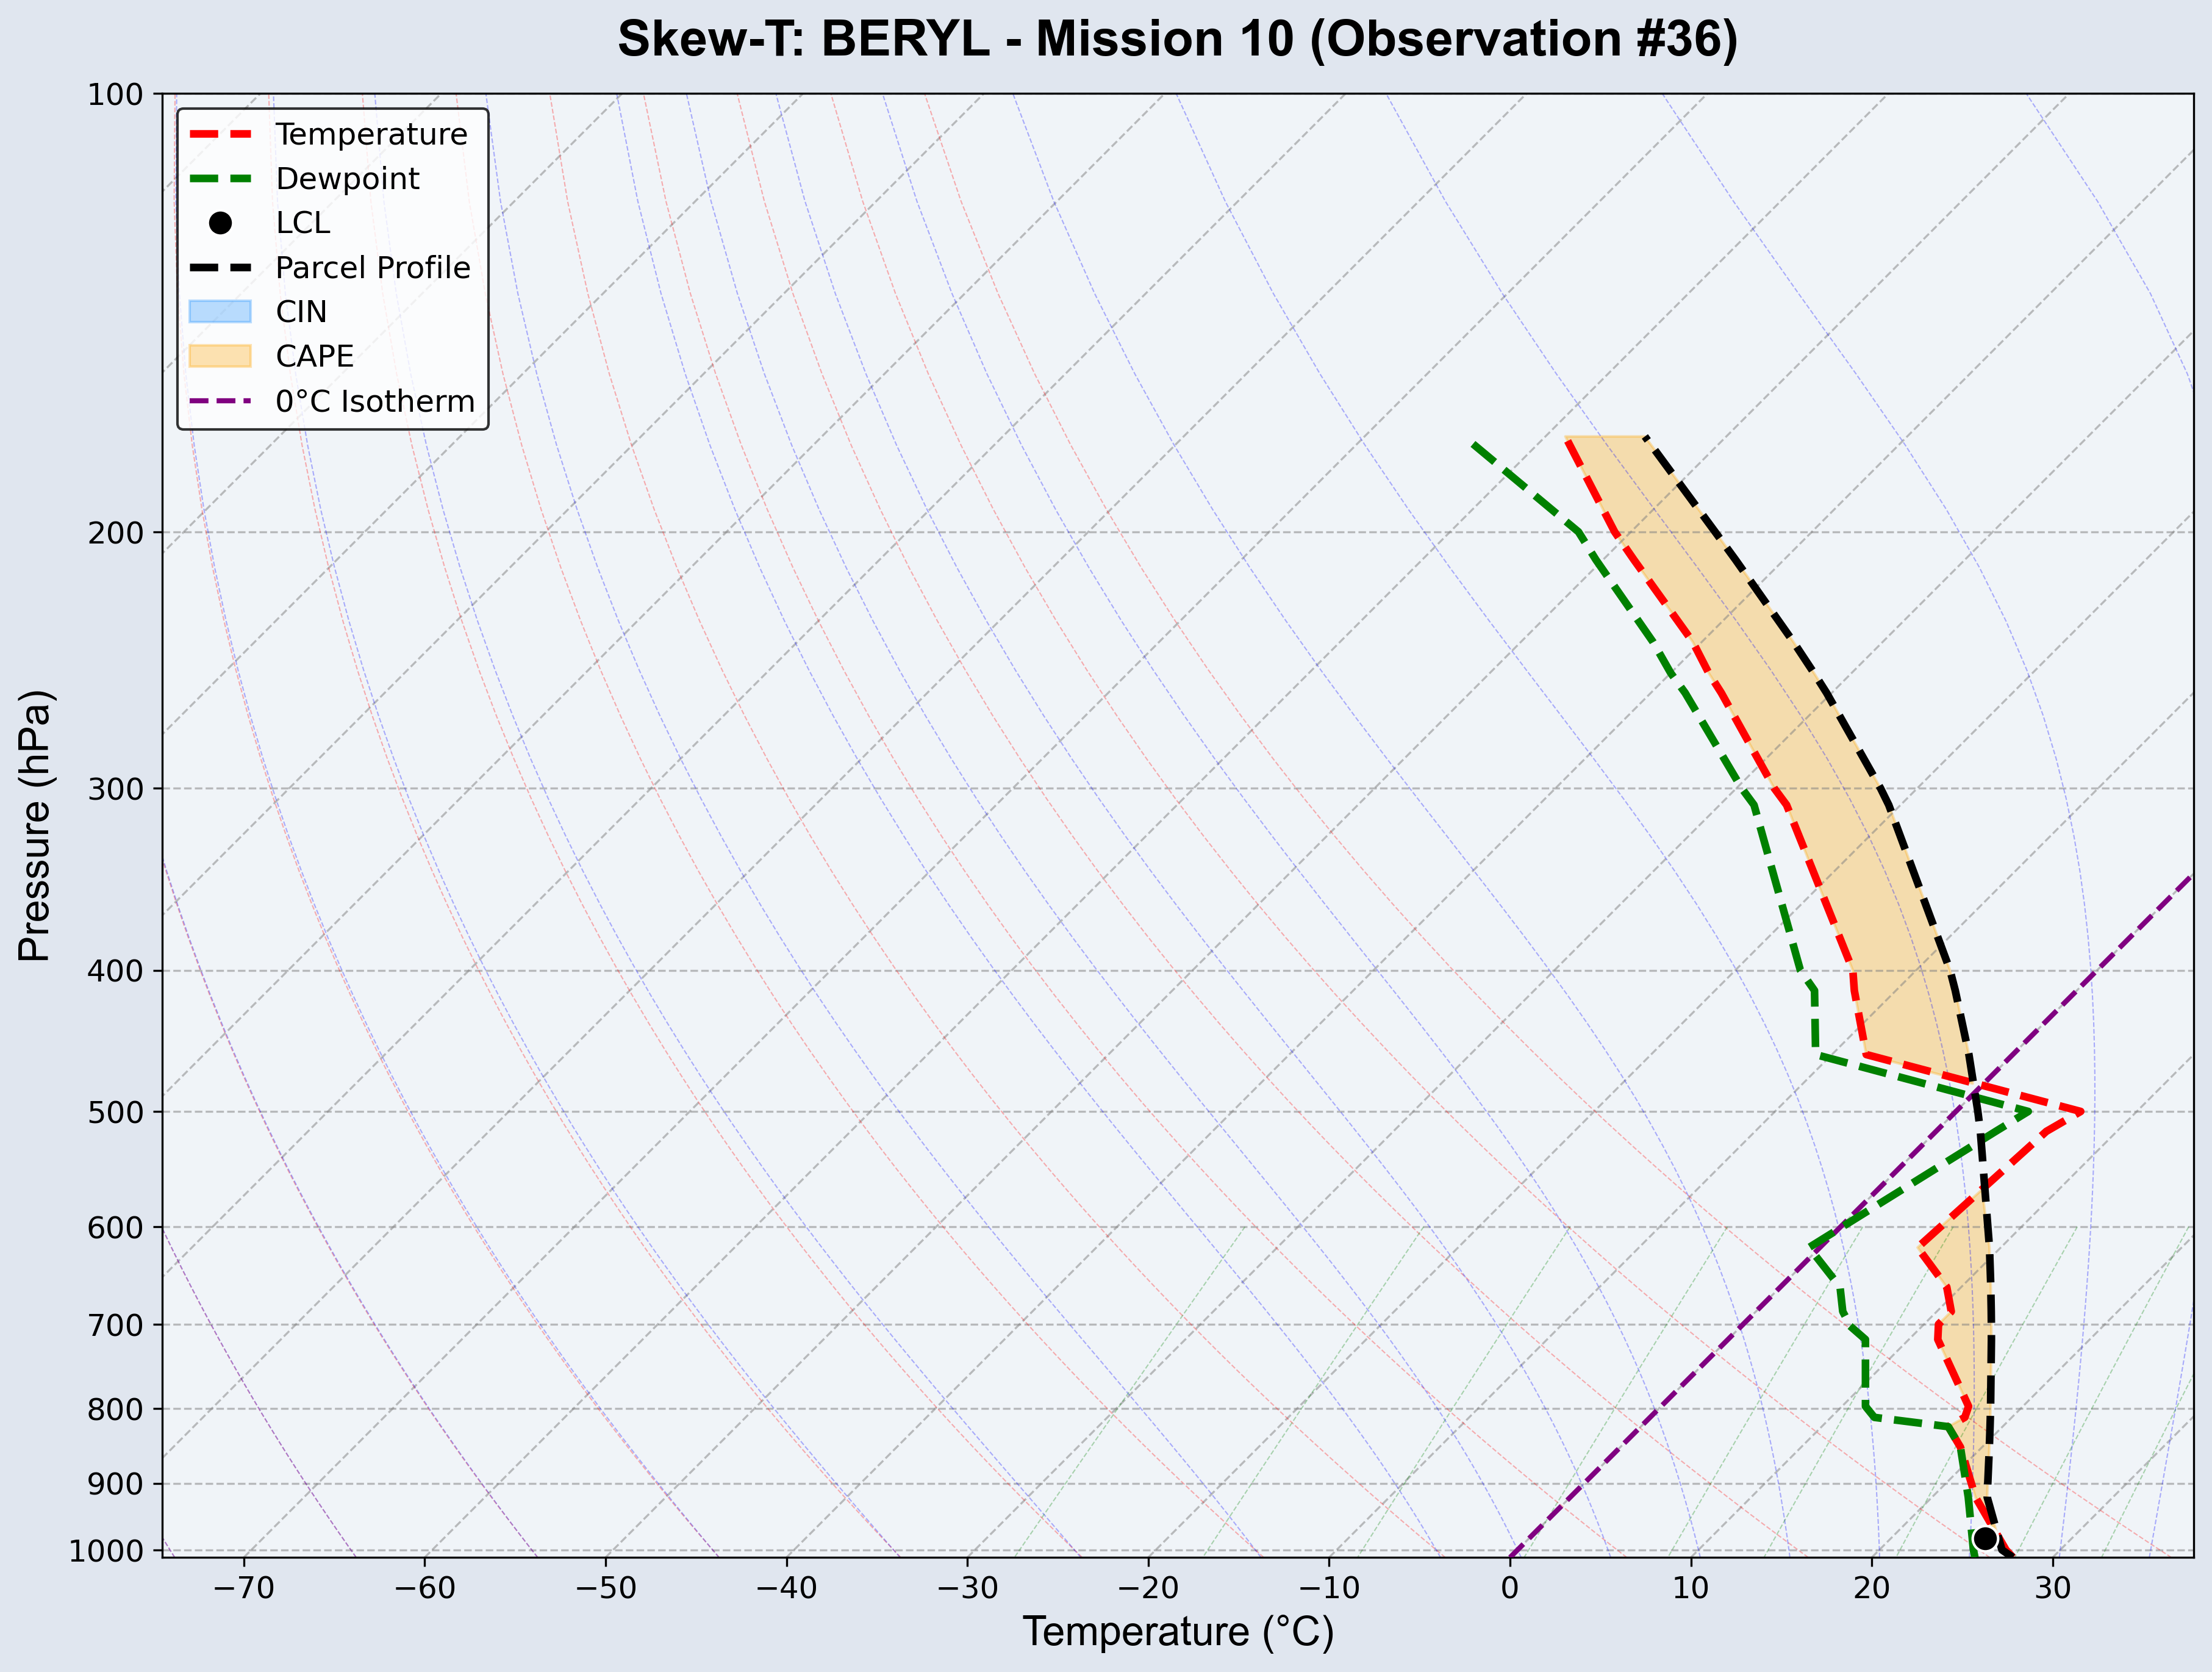 Skew-T: BERYL - Mission 10 (Observation #36)
Temperature
Dewpoint
LCL
Parcel Profile
CIN
CAPE
0°C Isotherm
Pressure (hPa)
100
200
300
400
500
600
700
800
900
1000
−70 −60 −50 −40 −30 −20 −10 0 10 20 30
Temperature (°C)